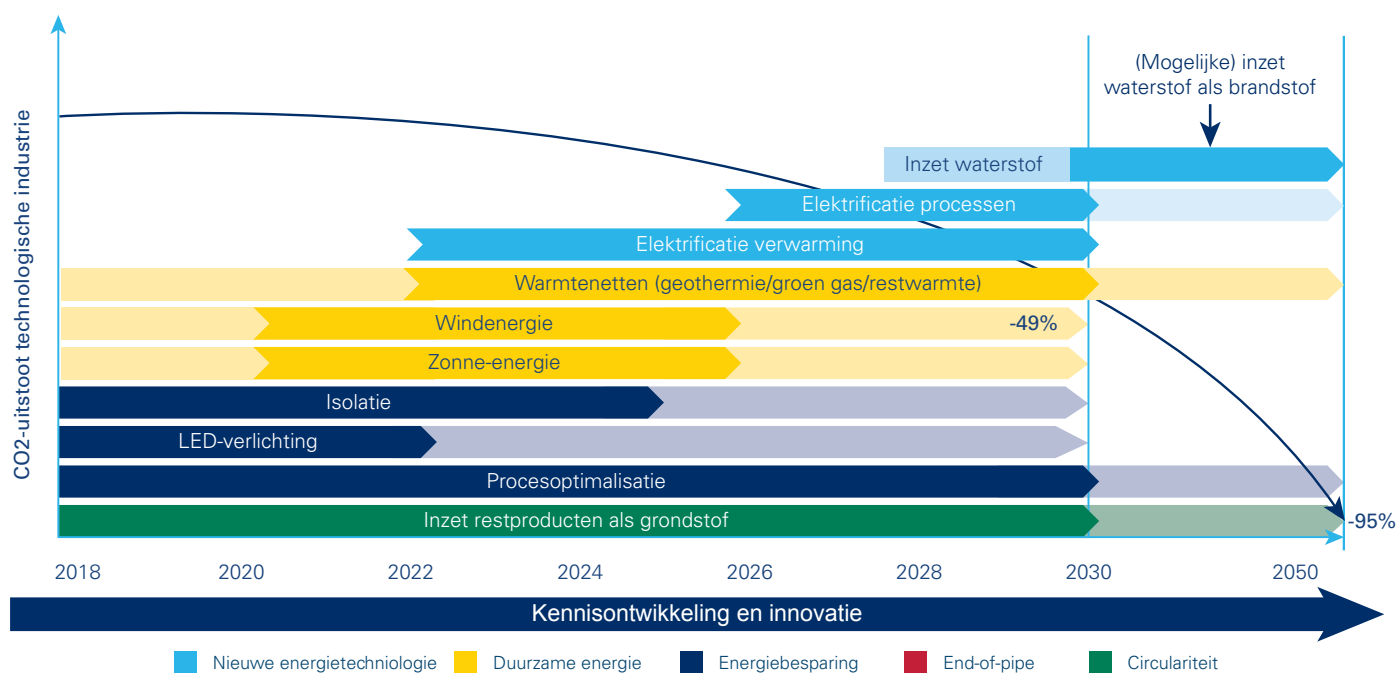 CO2-uitstoot technologische industrie
(Mogelijke) inzet
waterstof als brandstof
Inzet waterstof
Elektrificatie processen
Elektrificatie verwarming
Warmtenetten (geothermie/groen gas/restwarmte)
Windenergie
-49%
Zonne-energie
Isolatie
LED-verlichting
Procesoptimalisatie
Inzet restproducten als grondstof
-95%
2018 2020 2022 2024 2026 2028 2030 2050
Kennisontwikkeling en innovatie
Nieuwe energietechniologie Duurzame energie Energiebesparing End-of-pipe Circulariteit